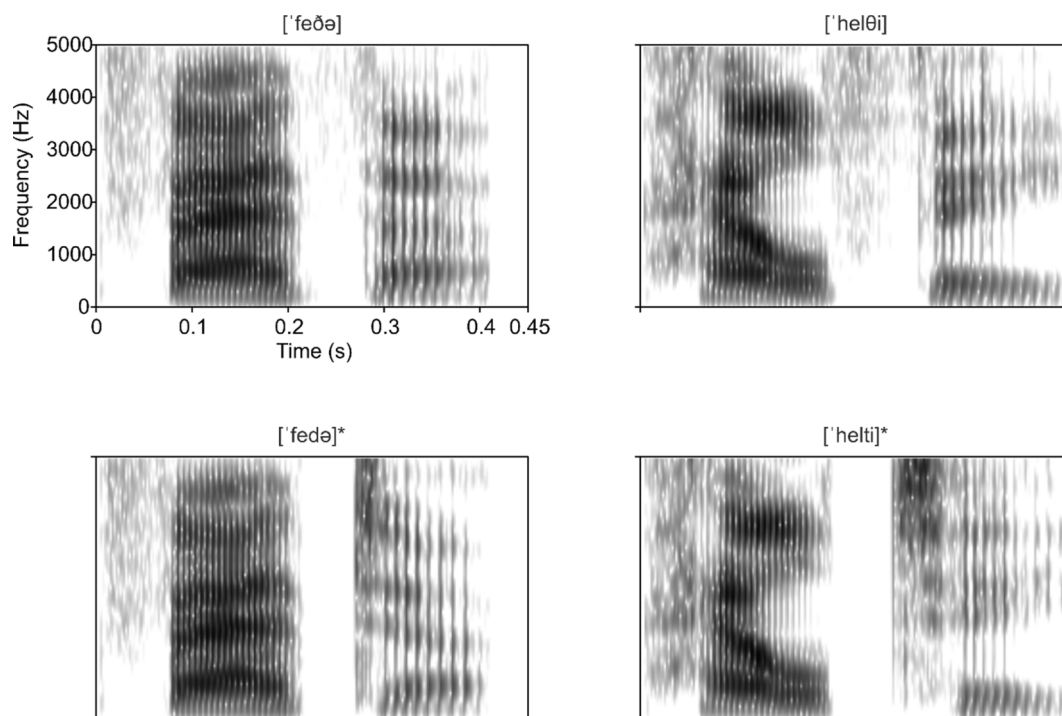 [ˈfeðə]
[ˈhelθi]
5000
4000
3000
2000
1000
0
Frequency (Hz)
0 0.1 0.2 0.3 0.4 0.45
Time (s)
[ˈfedə]*
[ˈhelti]*